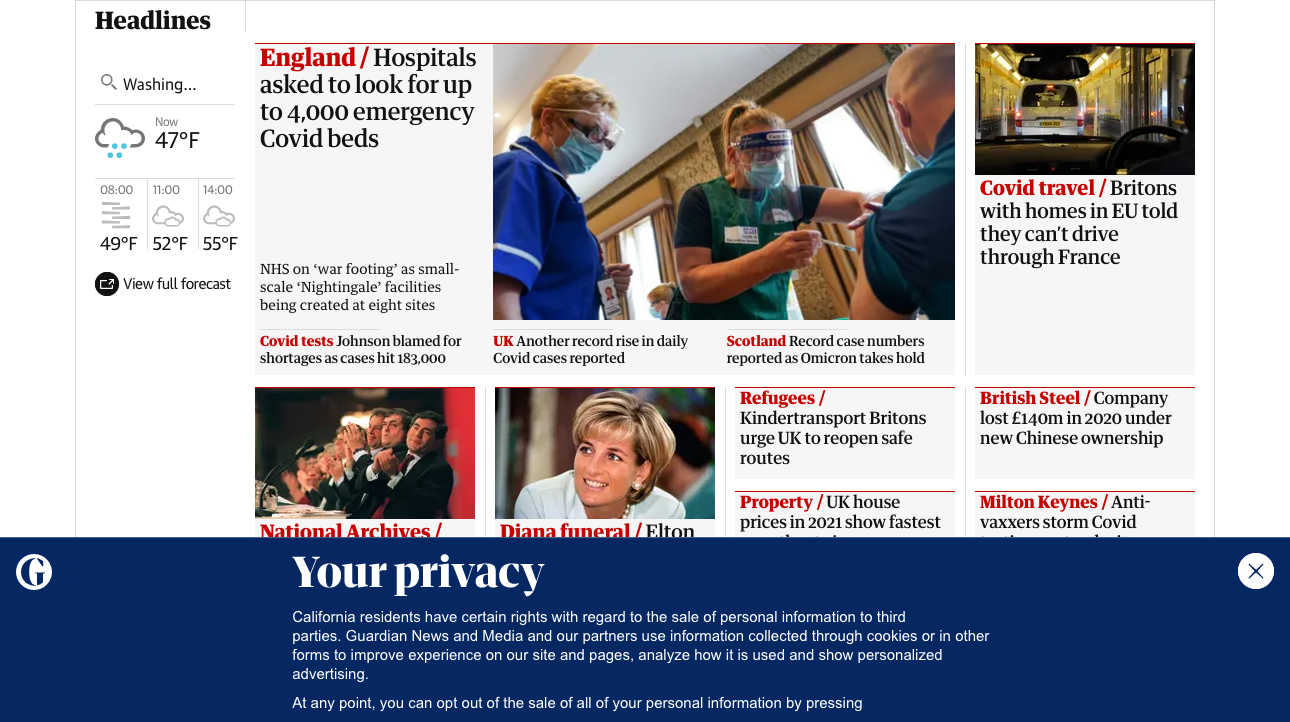 Headlines
Washing...
Now
47°F
08:00
11:00
14:00
49°F
52°F
55°F
View full forecast
England / Hospitals
asked to look for up
to 4,000 emergency
Covid beds
NHS on ‘war footing’ as small-
scale ‘Nightingale’ facilities
being created at eight sites
Covid tests Johnson blamed for
shortages as cases hit 183,000
UK Another record rise in daily
Covid cases reported
Scotland Record case numbers
reported as Omicron takes hold
Covid travel / Britons
with homes in EU told
they can’t drive
through France
National Archives /
Diana funeral / Elton
Refugees /
Kindertransport Britons
urge UK to reopen safe
routes
Property / UK house
prices in 2021 show fastest
British Steel / Company
lost £140m in 2020 under
new Chinese ownership
Milton Keynes / Anti-
vaxxers storm Covid
Your privacy
California residents have certain rights with regard to the sale of personal information to third
parties. Guardian News and Media and our partners use information collected through cookies or in other
forms to improve experience on our site and pages, analyze how it is used and show personalized
advertising.
At any point, you can opt out of the sale of all of your personal information by pressing